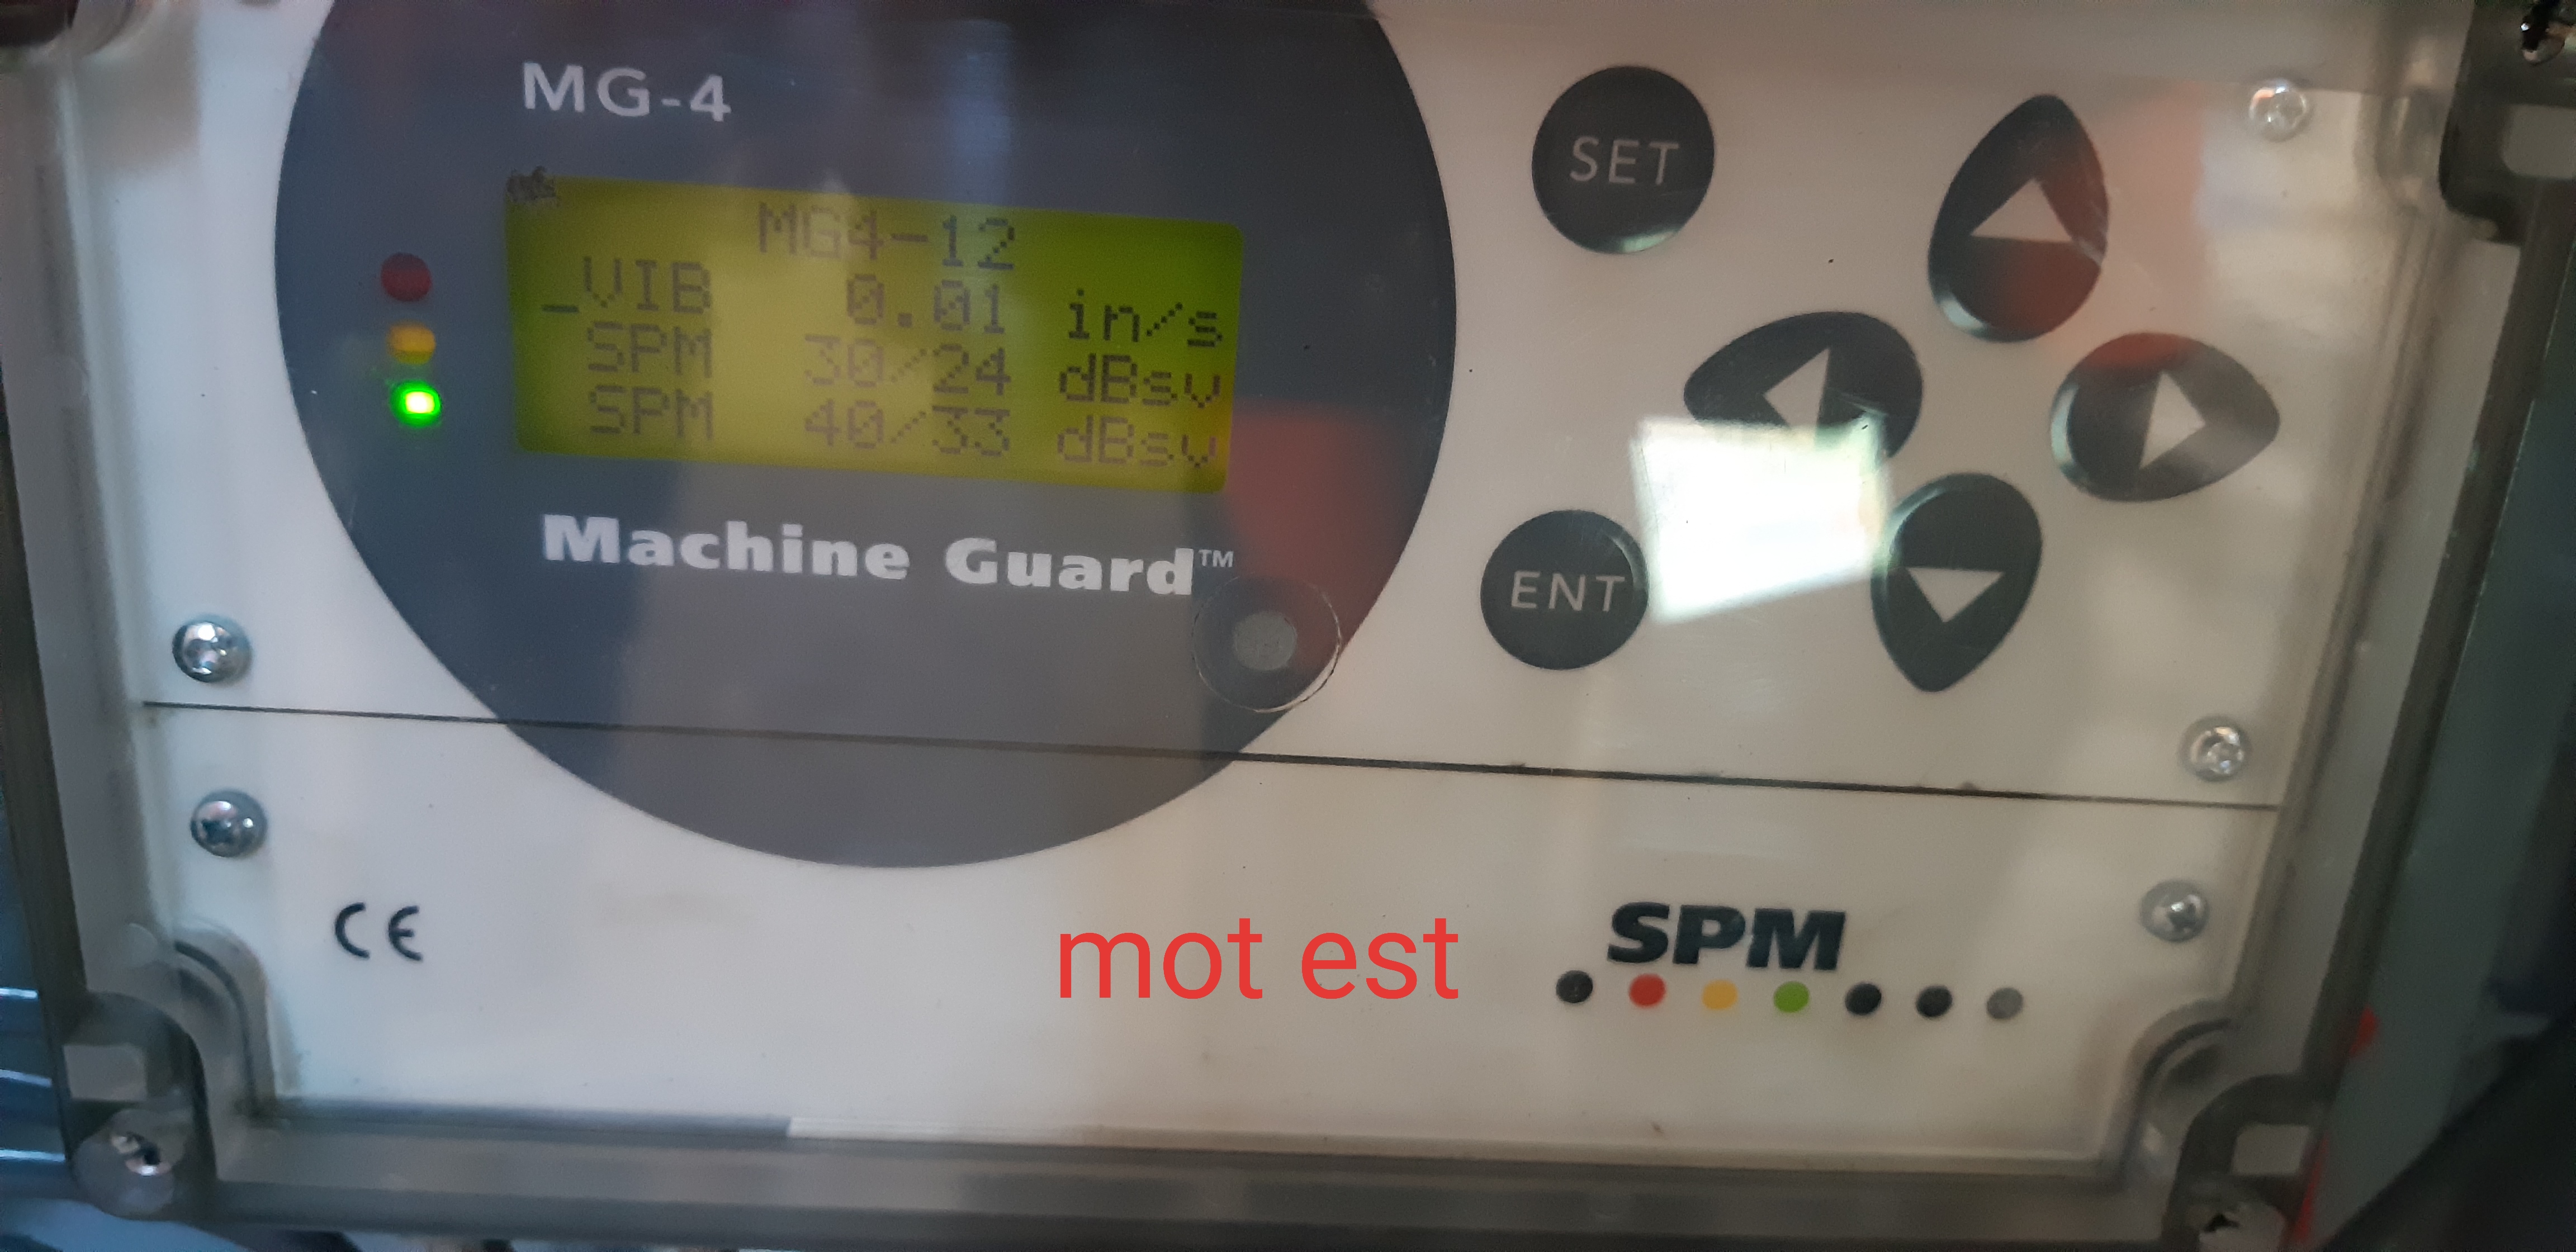 MG-4
SET
MG4-12
_VIB 0.01 in/s
SPM 30/24 dBsv
SPM 40/33 dBsv
Machine Guard™
ENT
CE
mot est
SPM